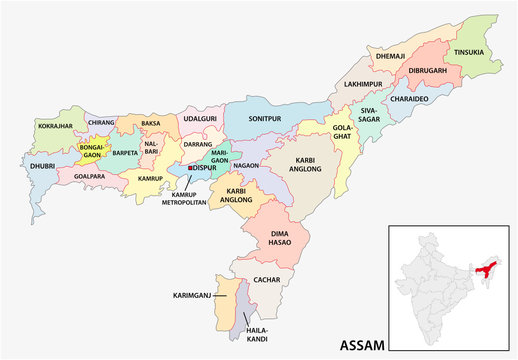 TINSUKIA
DHEMAJI
DIBRUGARH
LAKHIMPUR
CHARAIDEO
SIVA-
SAGAR
UDALGURI
SONITPUR
CHIRANG
BAKSA
KOKRAJHAR
GOLA-
GHAT
BONGAI-
GAON
BARPETA
NAL-
BARI
DARRANG
MARI-
GAON
DHUBRI
NAGAON
KARBI
ANGLONG
DISPUR
GOALPARA
KAMRUP
KAMRUP
METROPOLITAN
KARBI
ANGLONG
DIMA
HASAO
CACHAR
KARIMGANJ
HAILA-
KANDI
ASSAM